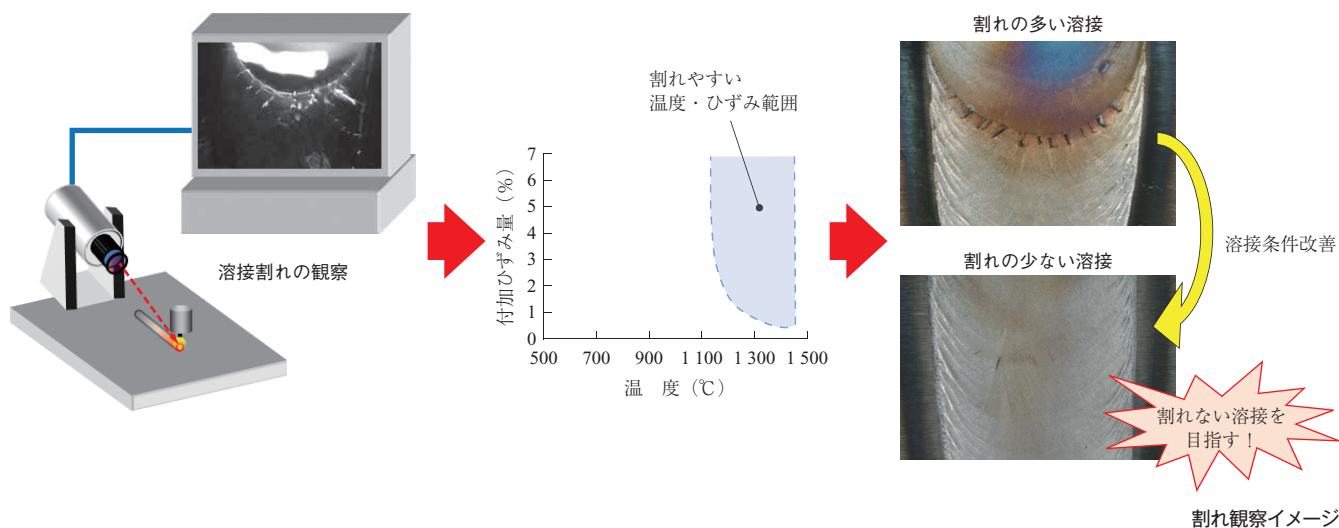 溶接割れの観察
割れやすい
温度・ひずみ範囲
付加ひずみ量（%）
7
6
5
4
3
2
1
0
500 700 900 1 100 1 300 1 500
温　度（℃）
割れの多い溶接
溶接条件改善
割れの少ない溶接
割れない溶接を
目指す！
割れ観察イメージ